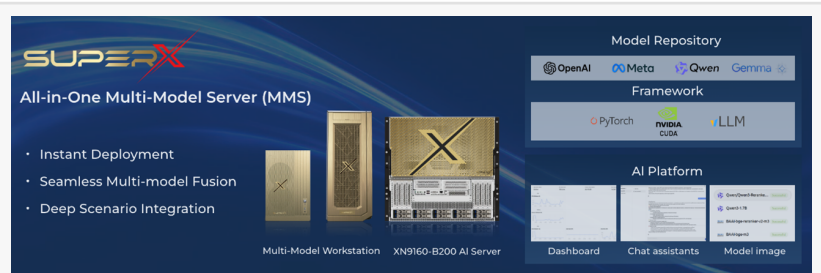 SUPERX
All-in-One Multi-Model Server (MMS)
• Instant Deployment
• Seamless Multi-model Fusion
• Deep Scenario Integration
Multi-Model Workstation
XN9160-B200 AI Server
Model Repository
OpenAI Meta Qwen Gemma
Framework
PyTorch NVIDIA CUDA vLLM
AI Platform
Dashboard Chat assistants Model image